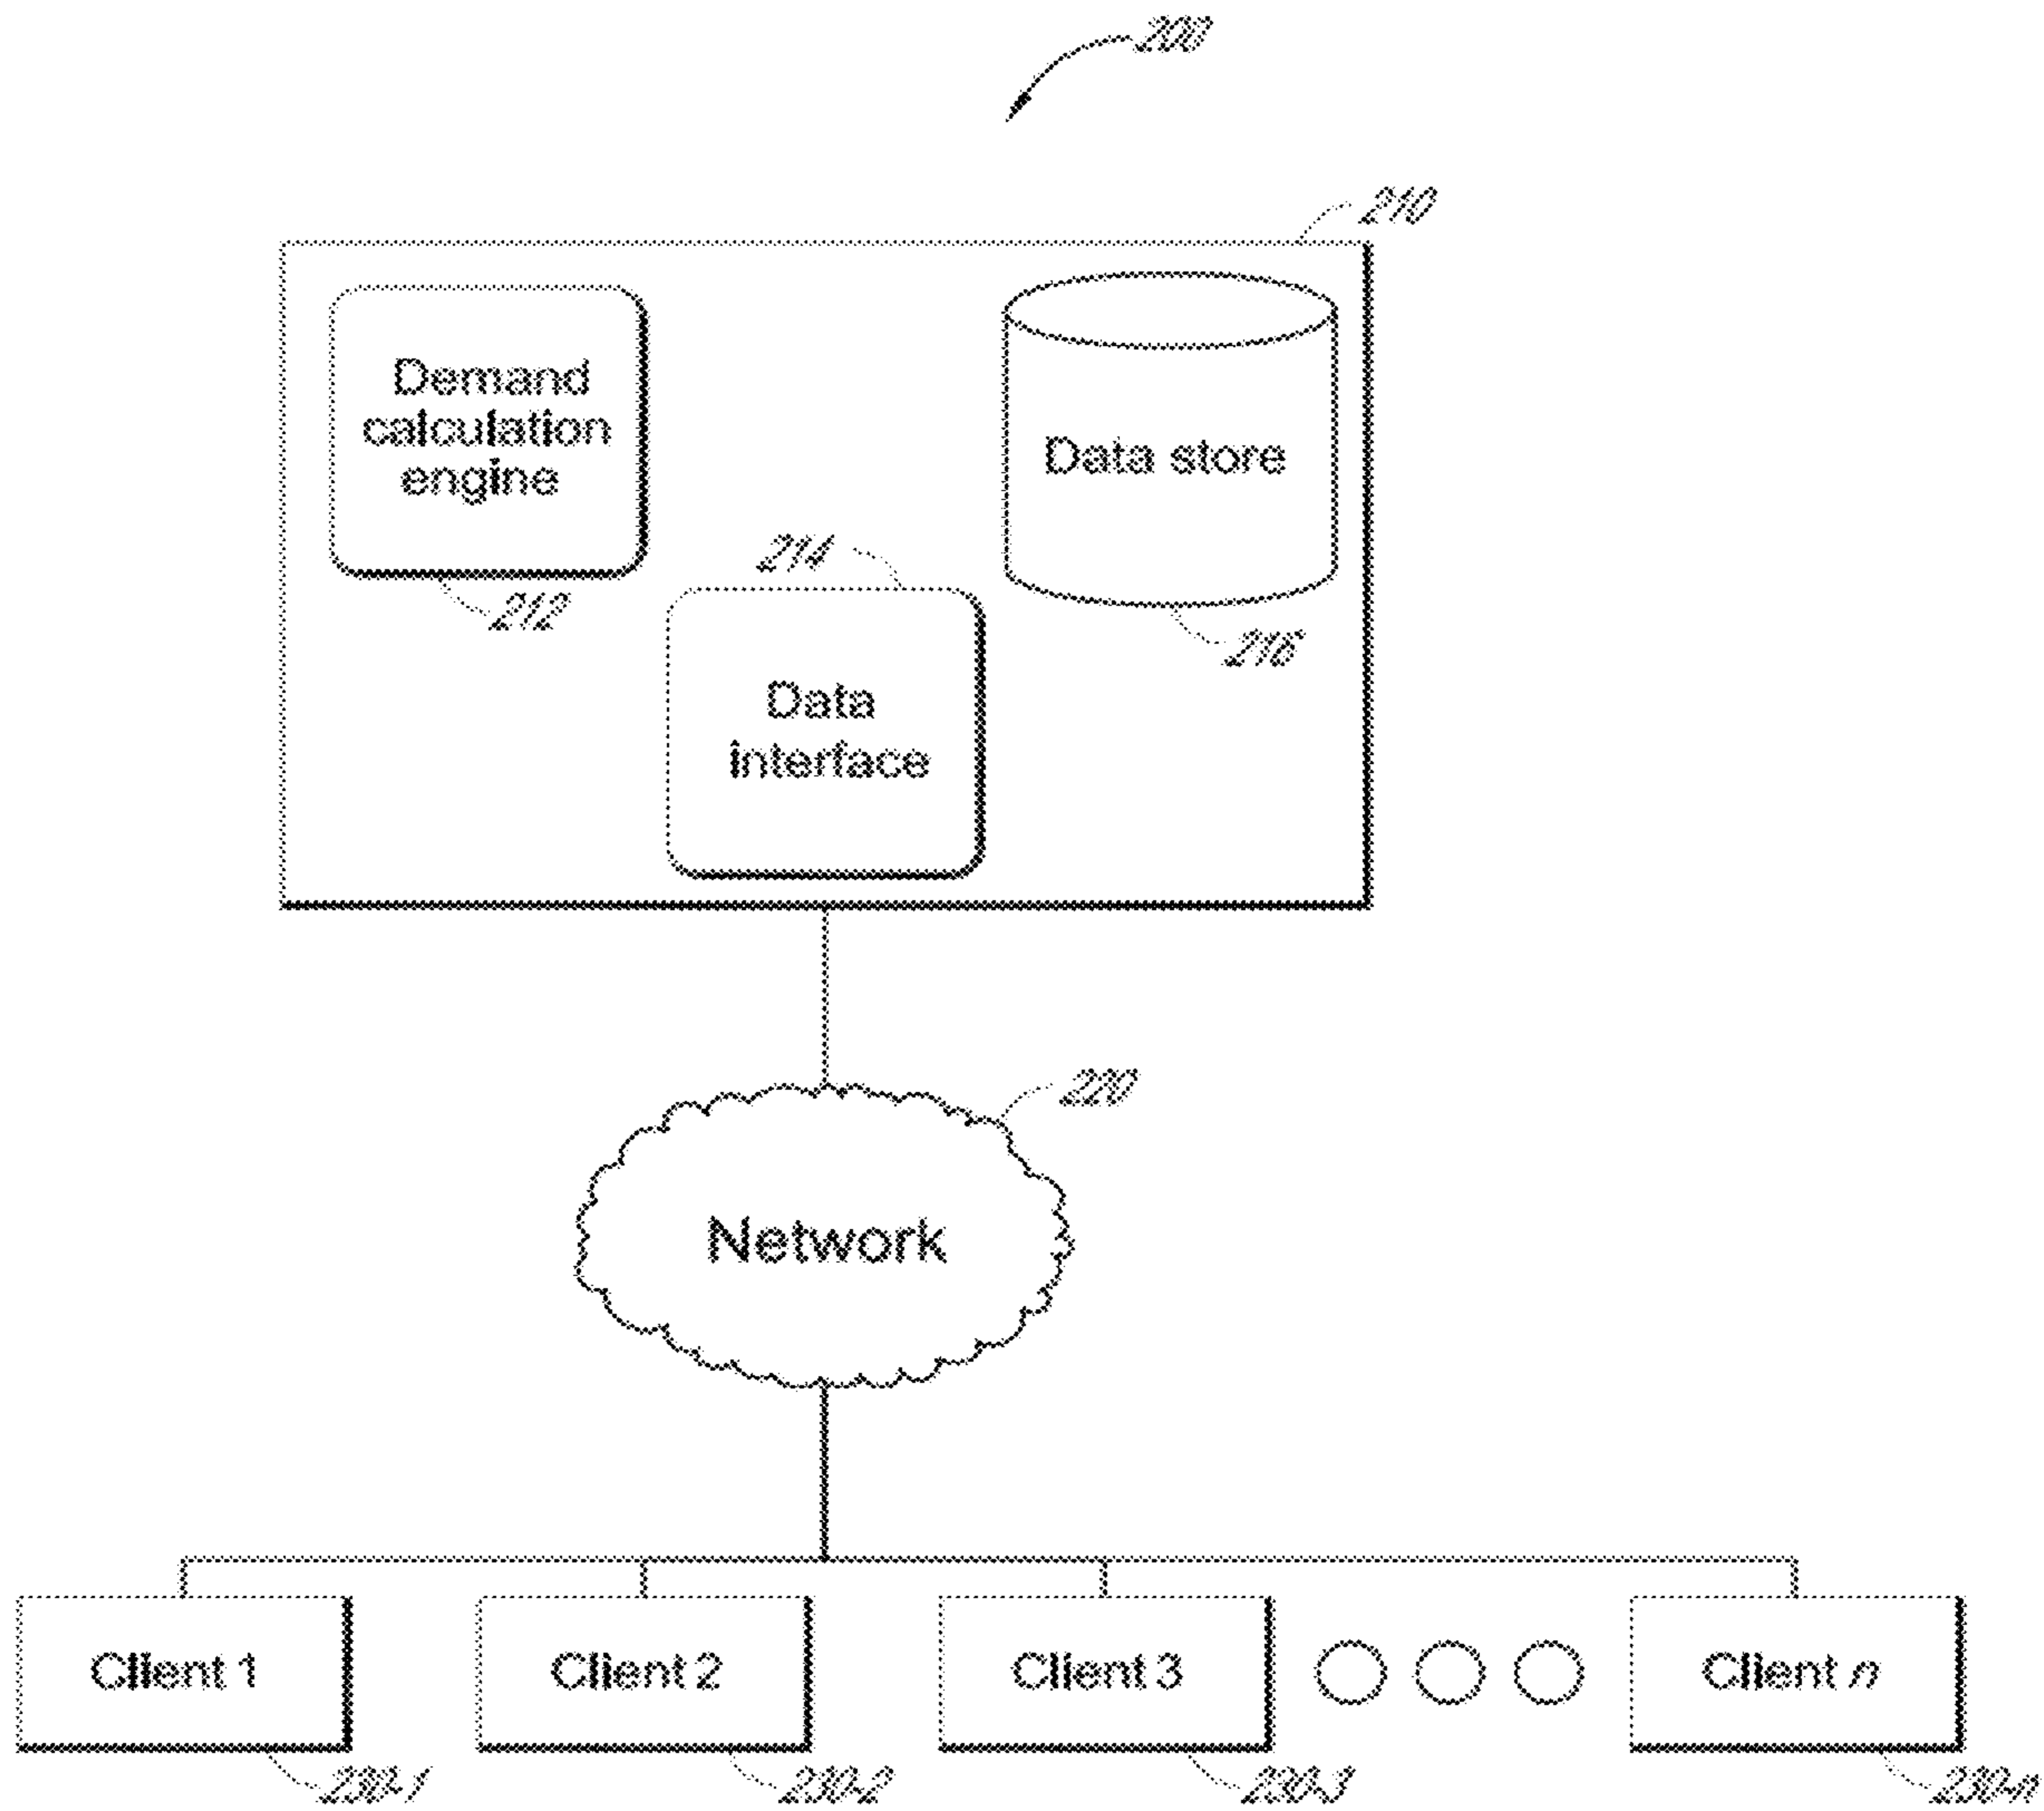 200
210
Demand
calculation
engine
Data store
214
212
216
Data
interface
220
Network
Client 1
Client 2
Client 3
Client n
230-1
230-2
230-3
230-n